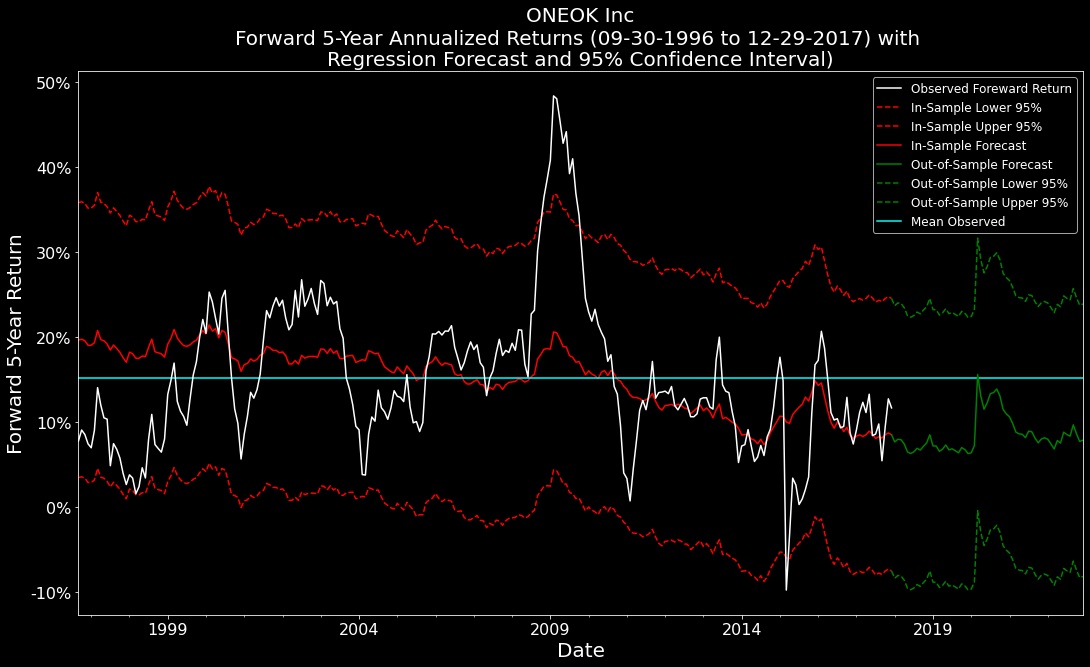 ONEOK Inc
Forward 5-Year Annualized Returns (09-30-1996 to 12-29-2017) with
Regression Forecast and 95% Confidence Interval)
50%
40%
30%
20%
10%
0%
-10%
Forward 5-Year Return
Observed Foreward Return
In-Sample Lower 95%
In-Sample Upper 95%
In-Sample Forecast
Out-of-Sample Forecast
Out-of-Sample Lower 95%
Out-of-Sample Upper 95%
Mean Observed
1999 2004 2009 2014 2019
Date